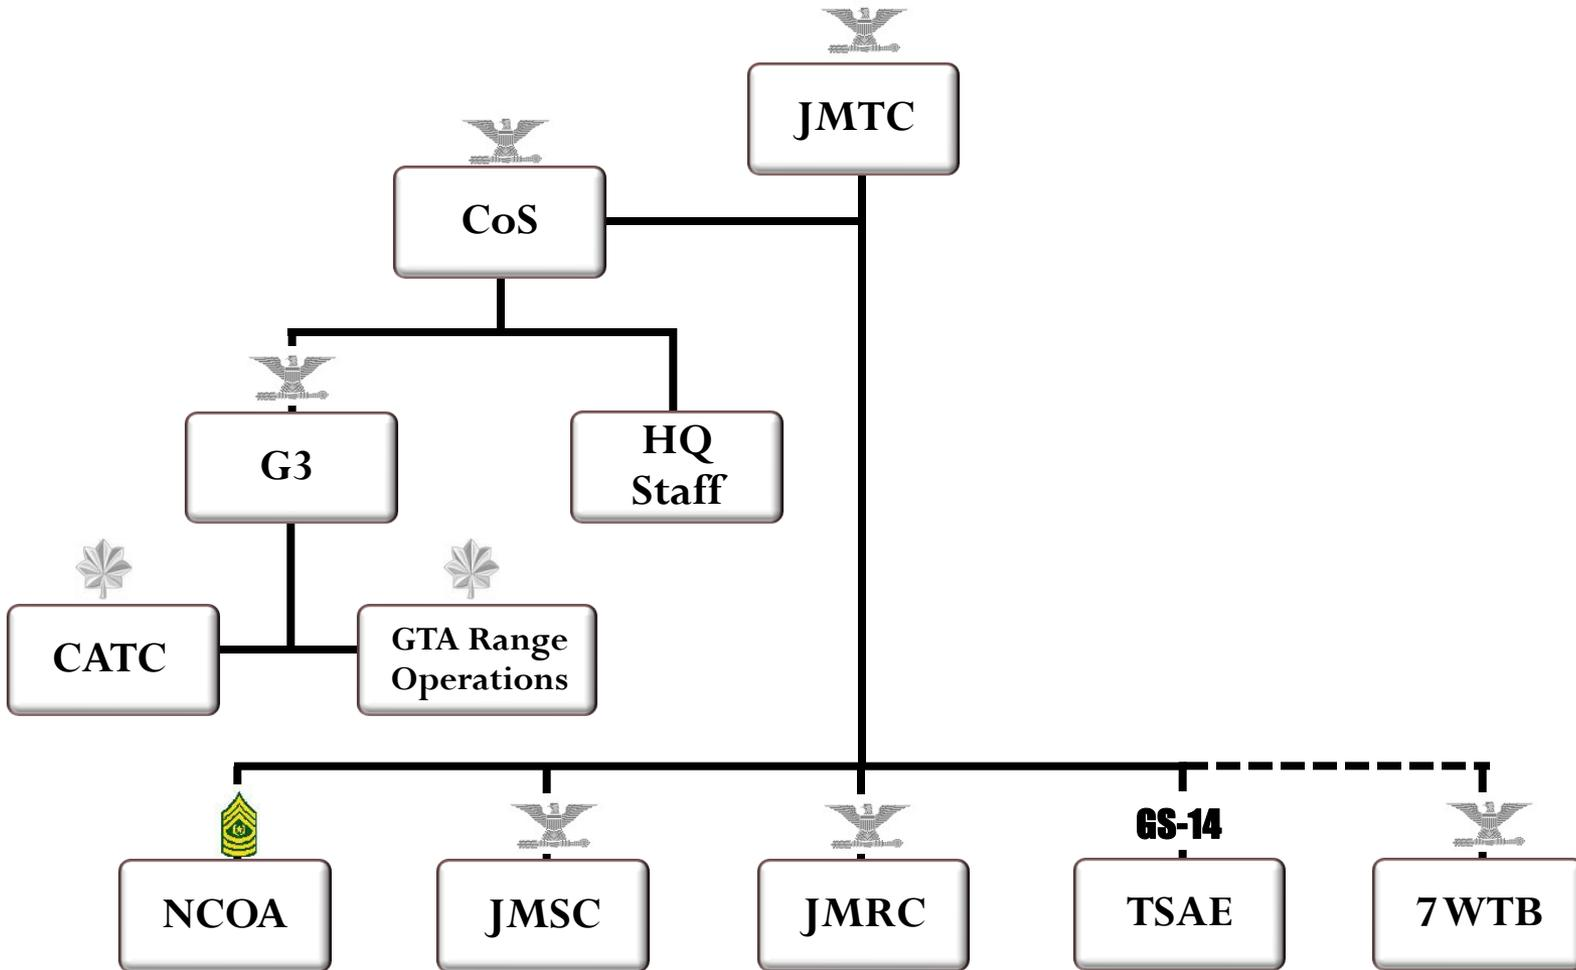 JMTC
CoS
G3
HQ
Staff
CATC
GTA Range
Operations
GS-14
NCOA
JMSC
JMRC
TSAE
7WTB